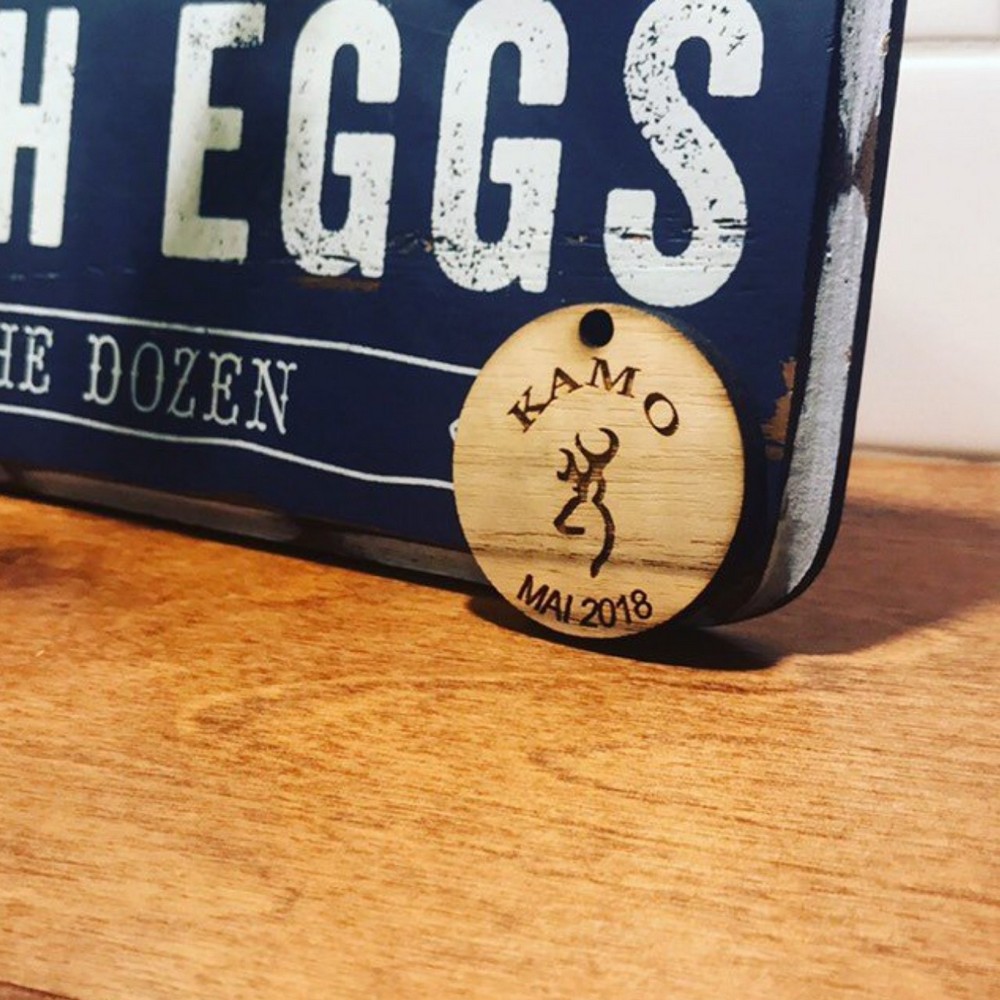 H EGGS
HE DOZEN
KAMO
MAI 2018